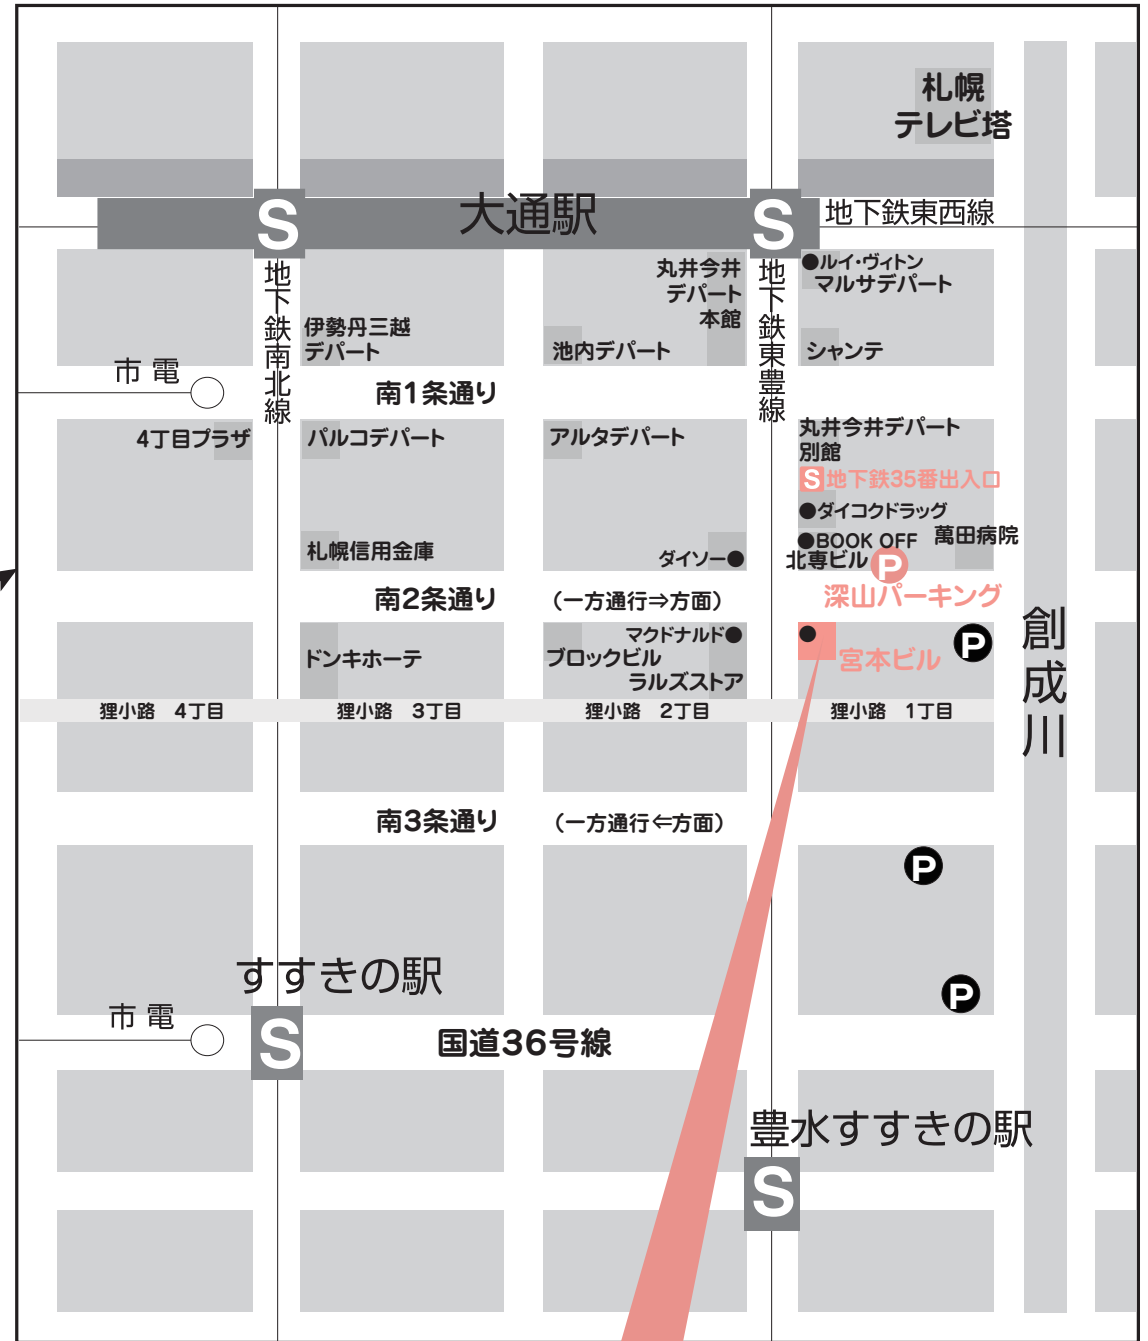 札幌
テレビ塔
S
大通駅
S
地下鉄東西線
地下鉄南北線
地下鉄東豊線
丸井今井
デパート
本館
●ルイ・ヴィトン
マルサデパート
伊勢丹三越
デパート
池内デパート
シャンテ
市電
南1条通り
4丁目プラザ
パルコデパート
アルタデパート
丸井今井デパート
別館
S 地下鉄35番出入口
●ダイコクドラッグ
●BOOK OFF
萬田病院
札幌信用金庫
ダイソー●
北専ビル
P
深山パーキング
南2条通り
（一方通行⇒方面）
創成川
マクドナルド●
ドンキホーテ
ブロックビル
ラルズストア
●
宮本ビル
P
狸小路 4丁目
狸小路 3丁目
狸小路 2丁目
狸小路 1丁目
南3条通り
（一方通行⇐方面）
P
すすきの駅
P
市電
S
国道36号線
豊水すすきの駅
S